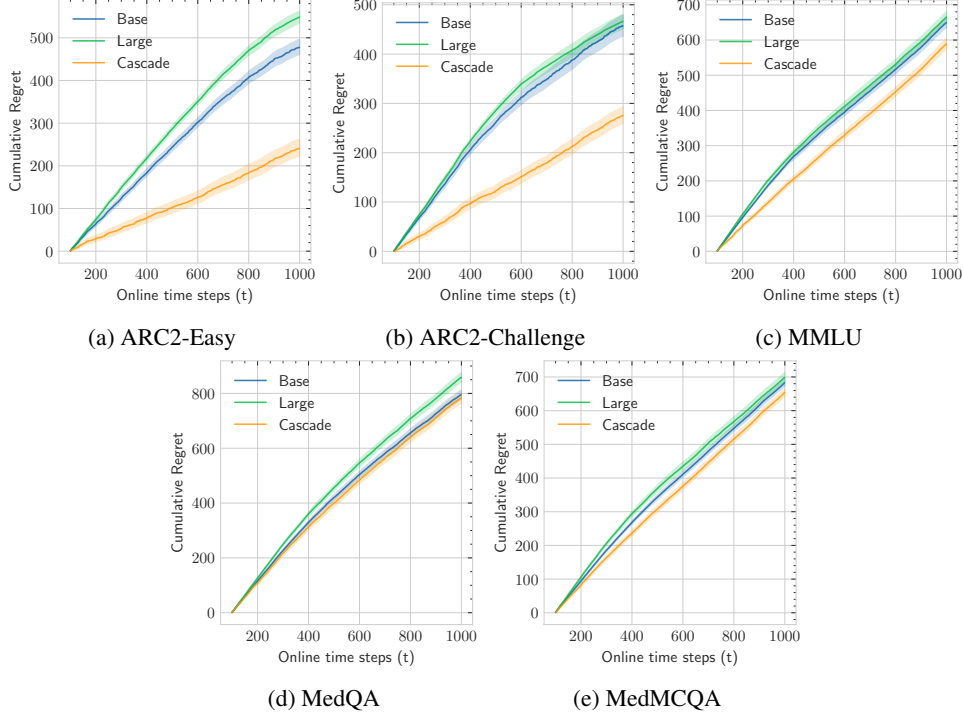 Base
Large
Cascade
500
400
300
200
100
0
200 400 600 800 1000
Cumulative Regret
Online time steps (t)
(a) ARC2-Easy
Base
Large
Cascade
500
400
300
200
100
0
200 400 600 800 1000
Cumulative Regret
Online time steps (t)
(b) ARC2-Challenge
Base
Large
Cascade
700
600
500
400
300
200
100
0
200 400 600 800 1000
Cumulative Regret
Online time steps (t)
(c) MMLU
Base
Large
Cascade
800
600
400
200
0
200 400 600 800 1000
Cumulative Regret
Online time steps (t)
(d) MedQA
Base
Large
Cascade
700
600
500
400
300
200
100
0
200 400 600 800 1000
Cumulative Regret
Online time steps (t)
(e) MedMCQA